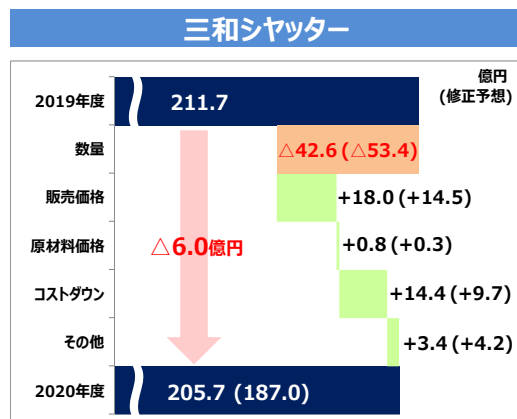 三和シヤッター
億円
(修正予想)
2019年度
211.7
数量
△42.6 (△53.4)
販売価格
+18.0 (+14.5)
原材料価格
+0.8 (+0.3)
△6.0億円
コストダウン
+14.4 (+9.7)
その他
+3.4 (+4.2)
2020年度
205.7 (187.0)